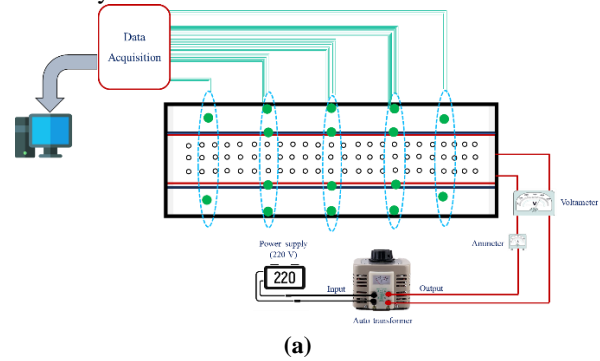 Data
Acquisition
Voltameter
Ammeter
Power supply
(220 V)
220
Input
Output
V
Auto transformer
(a)